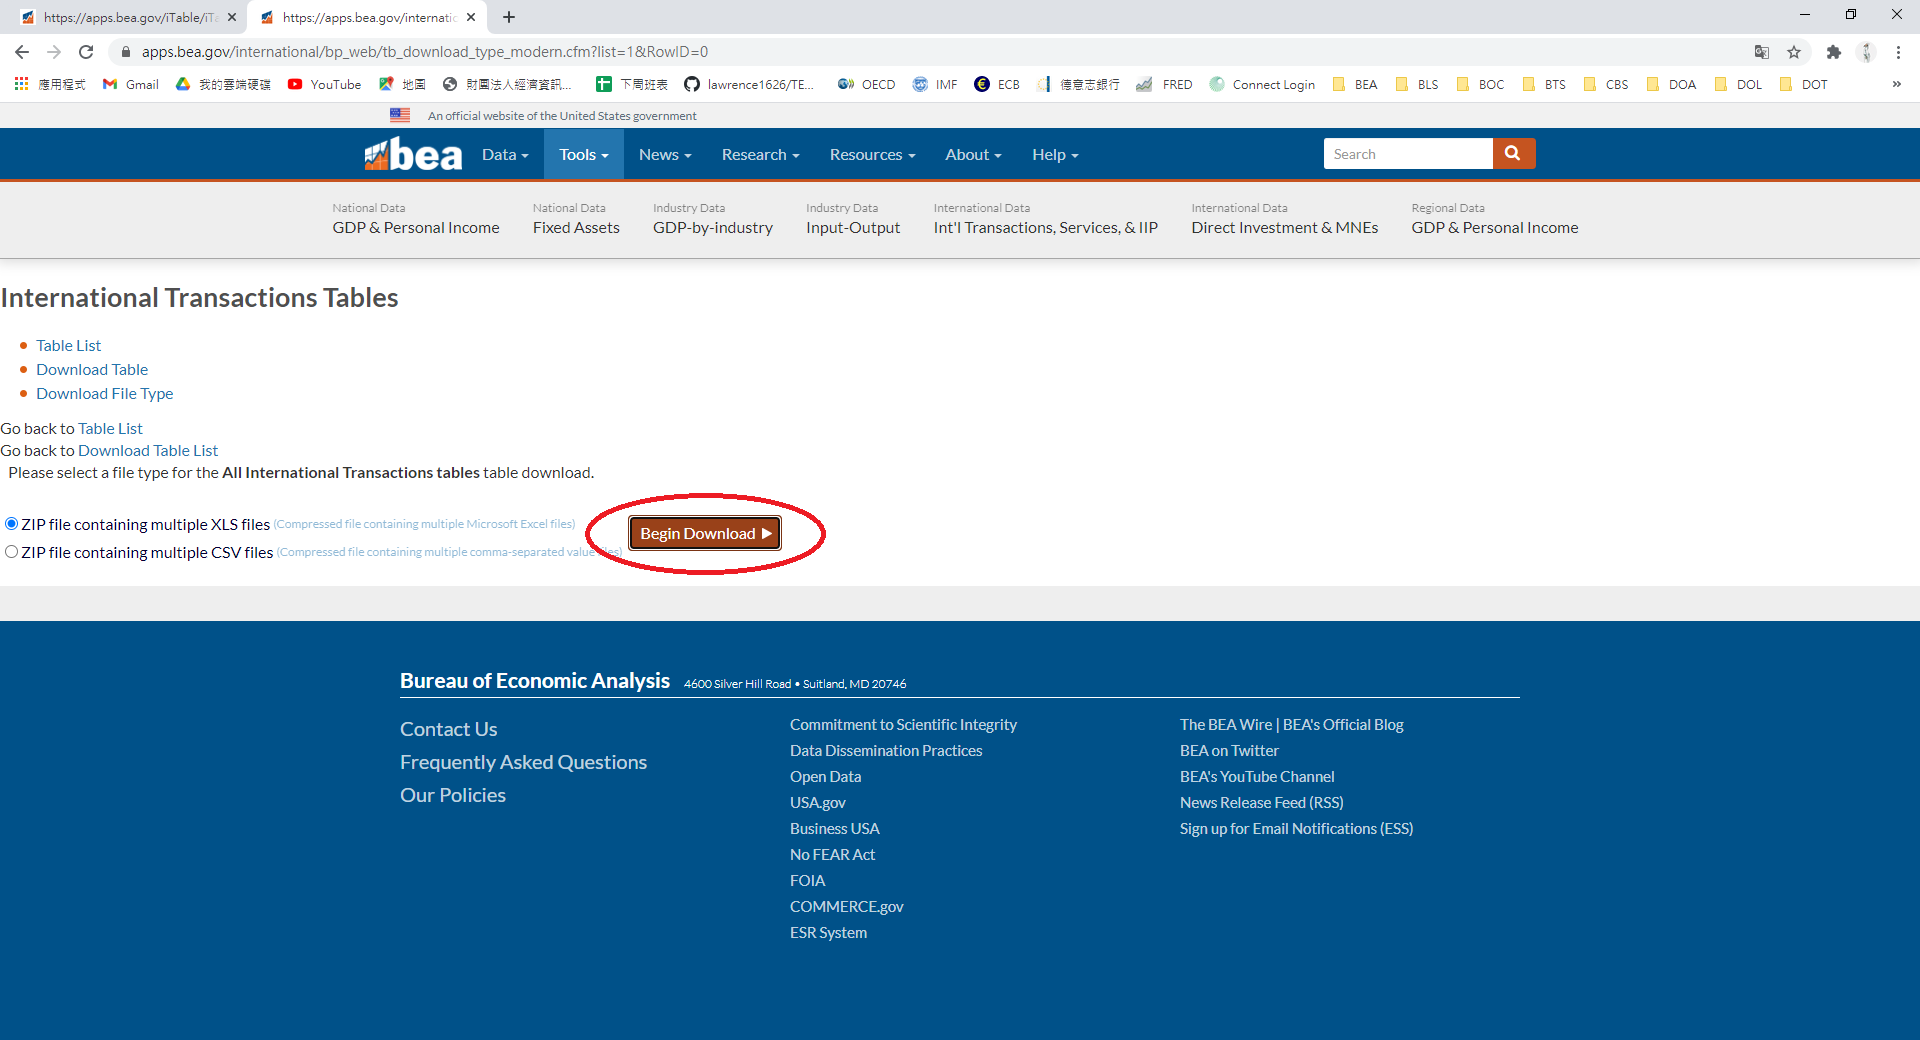 https://apps.bea.gov/iTable/iTa
https://apps.bea.gov/internatic
apps.bea.gov/international/bp_web/tb_download_type_modern.cfm?list=1&RowID=0
應用程式 Gmail 我的雲端硬碟 YouTube 地圖 財團法人經濟資訊... 下周班表 lawrence1626/TE... OECD IMF ECB 德意志銀行 FRED Connect Login BEA BLS BOC BTS CBS DOA DOL DOT »
An official website of the United States government
bea Data Tools News Research Resources About Help Search
National Data National Data Industry Data Industry Data International Data International Data Regional Data
GDP & Personal Income Fixed Assets GDP-by-industry Input-Output Int'l Transactions, Services, & IIP Direct Investment & MNEs GDP & Personal Income
International Transactions Tables
Table List
Download Table
Download File Type
Go back to Table List
Go back to Download Table List
Please select a file type for the All International Transactions tables table download.
ZIP file containing multiple XLS files (Compressed file containing multiple Microsoft Excel files)
ZIP file containing multiple CSV files (Compressed file containing multiple comma-separated value files)
Begin Download
Bureau of Economic Analysis 4600 Silver Hill Road • Suitland, MD 20746
Contact Us
Frequently Asked Questions
Our Policies
Commitment to Scientific Integrity
Data Dissemination Practices
Open Data
USA.gov
Business USA
No FEAR Act
FOIA
COMMERCE.gov
ESR System
The BEA Wire | BEA's Official Blog
BEA on Twitter
BEA's YouTube Channel
News Release Feed (RSS)
Sign up for Email Notifications (ESS)